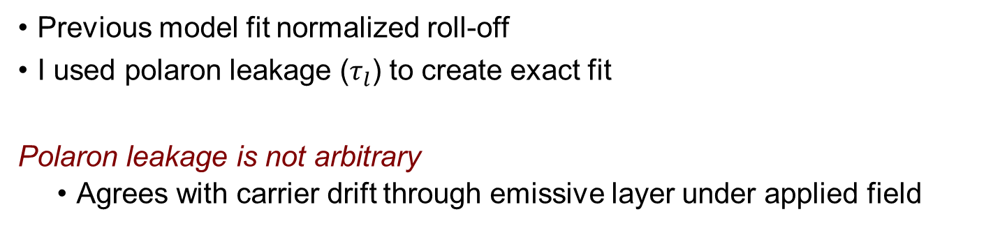 • Previous model fit normalized roll-off
• I used polaron leakage (𝜏𝑙) to create exact fit
Polaron leakage is not arbitrary
• Agrees with carrier drift through emissive layer under applied field